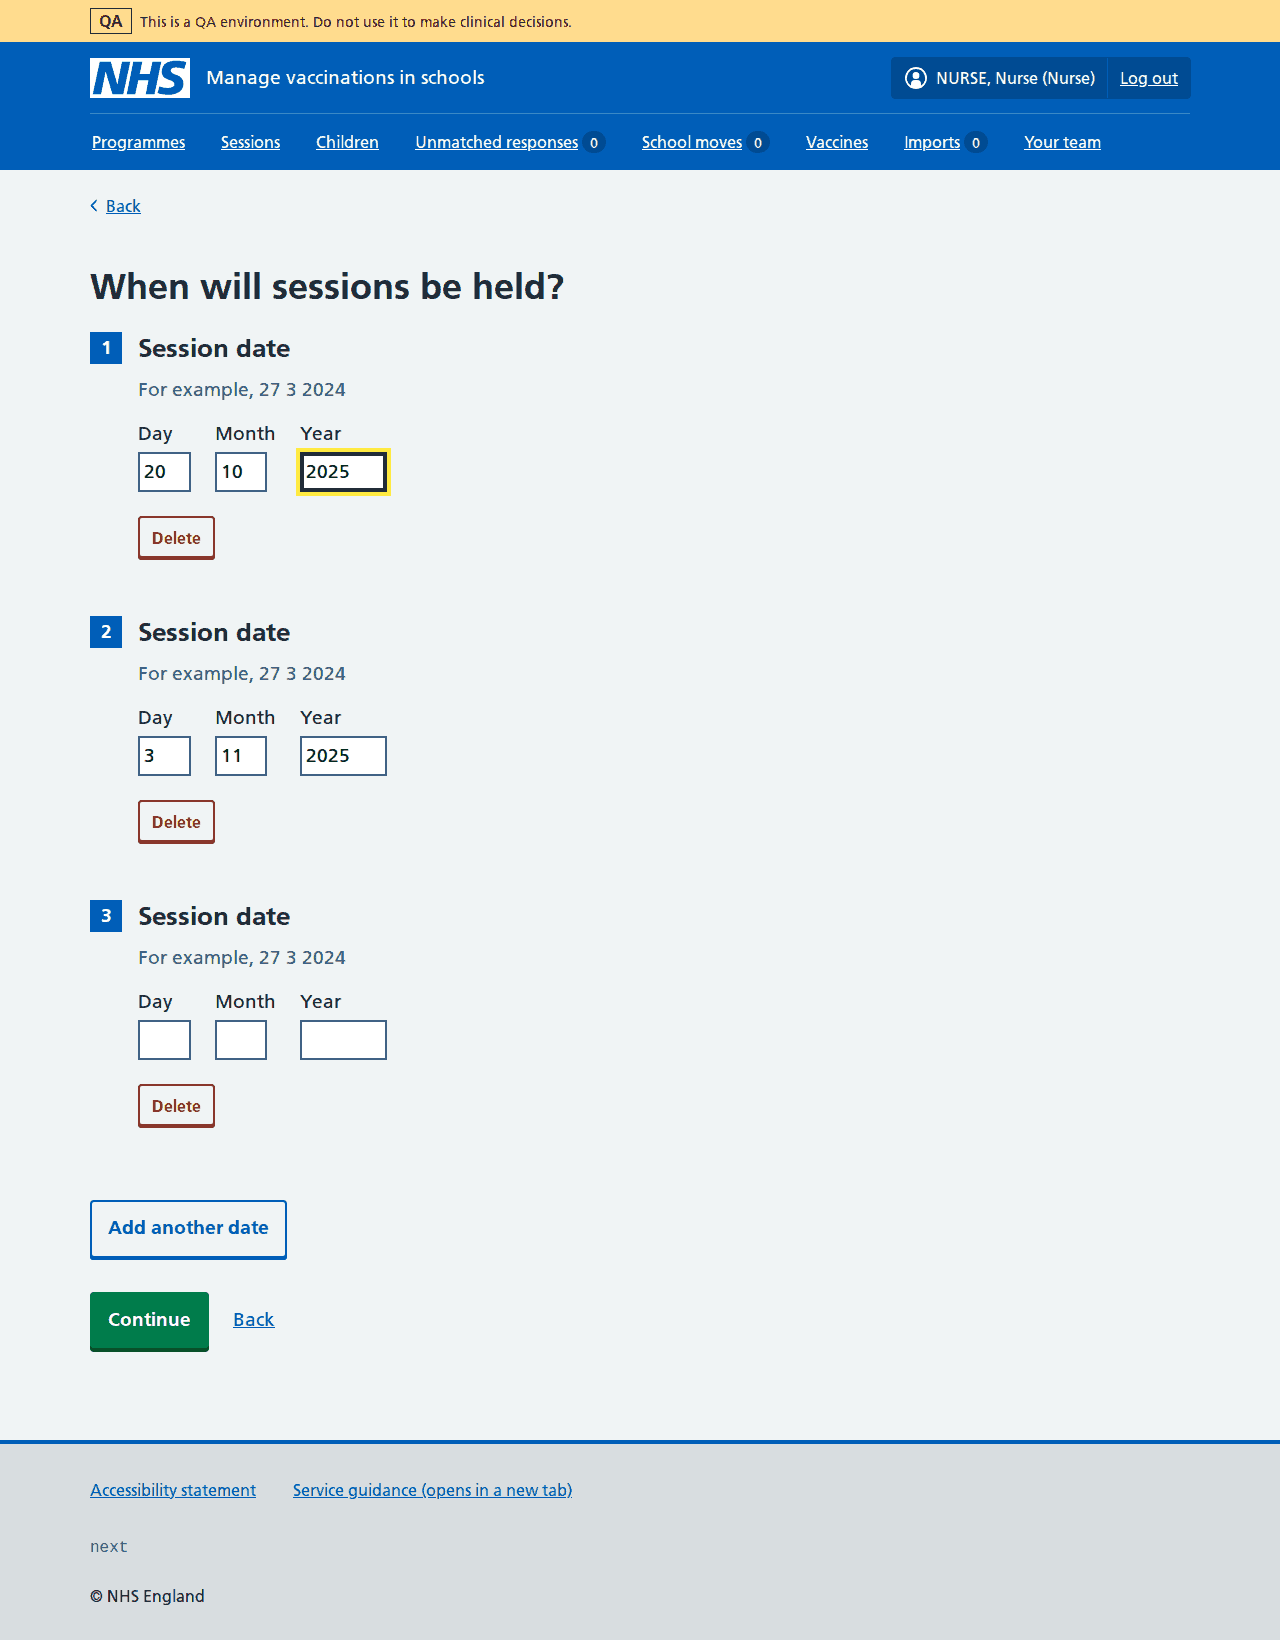 QA This is a QA environment. Do not use it to make clinical decisions.
NHS Manage vaccinations in schools NURSE, Nurse (Nurse) Log out
Programmes Sessions Children Unmatched responses 0 School moves 0 Vaccines Imports 0 Your team
Back
When will sessions be held?
1 Session date
For example, 27 3 2024
Day Month Year
20 10 2025
Delete
2 Session date
For example, 27 3 2024
Day Month Year
3 11 2025
Delete
3 Session date
For example, 27 3 2024
Day Month Year
Delete
Add another date
Continue Back
Accessibility statement Service guidance (opens in a new tab)
next
© NHS England